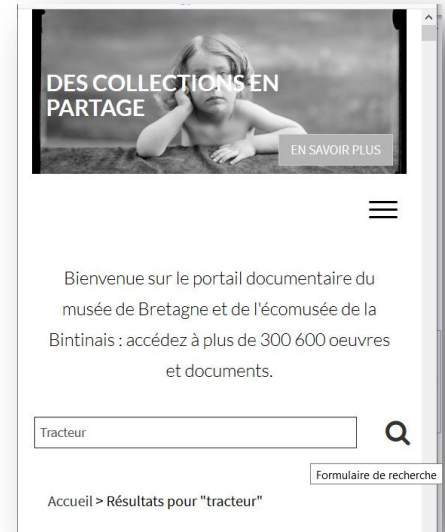 DES COLLECTIONS EN
PARTAGE
EN SAVOIR PLUS
Bienvenue sur le portail documentaire du
musée de Bretagne et de l'écomusée de la
Bintinais : accédez à plus de 300 600 oeuvres
et documents.
Tracteur
Formulaire de recherche
Accueil > Résultats pour "tracteur"